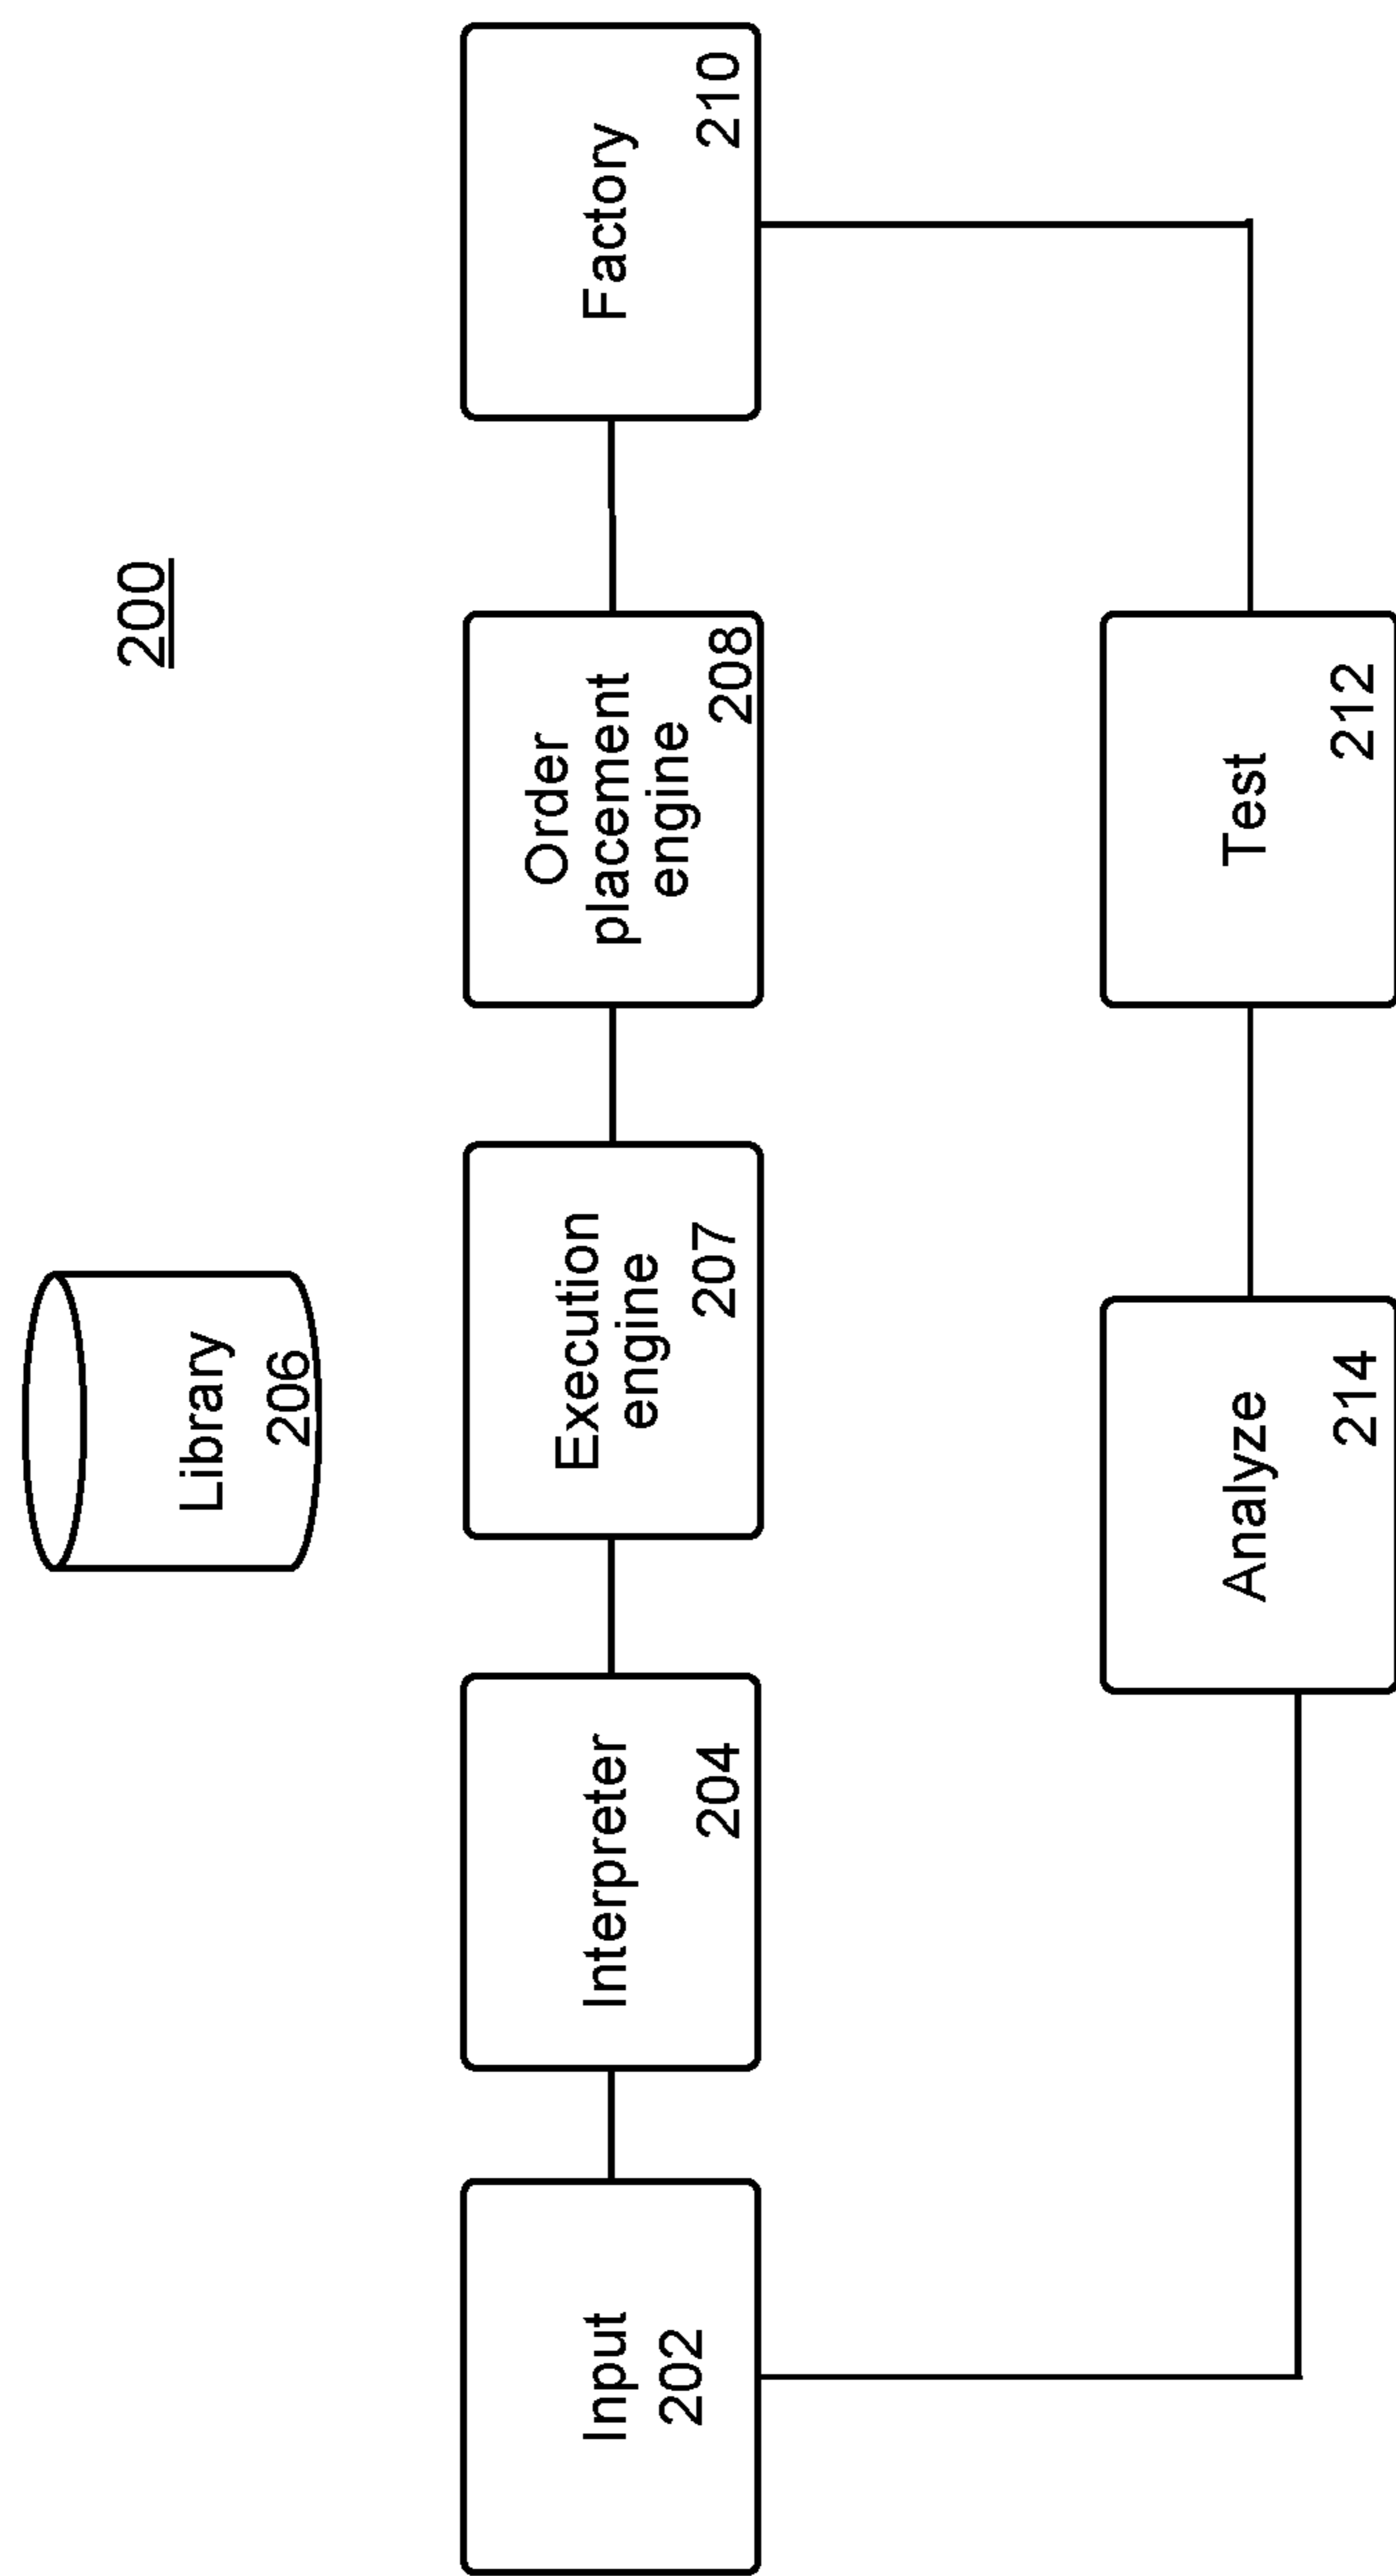 200
Library
206
Input
202
Interpreter
204
Execution
engine
207
Order
placement
engine
208
Factory
210
Analyze
214
Test
212